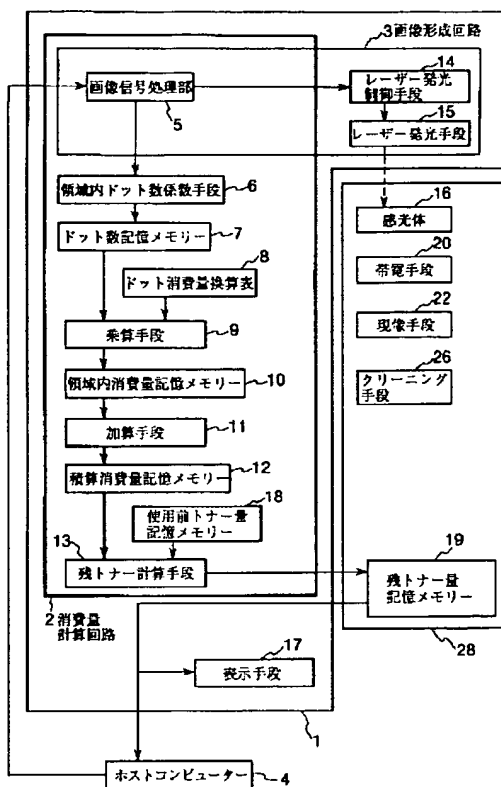 3画像形成回路
画像信号処理部
5
14
レーザー発光
制御手段
15
レーザー発光手段
領域内ドット数係数手段
6
ドット数記憶メモリー
7
8
ドット消費量換算表
乗算手段
9
領域内消費量記憶メモリー
10
加算手段
11
積算消費量記憶メモリー
12
18
使用前トナー量
記憶メモリー
13
残トナー計算手段
2 消費量
計算回路
16
感光体
20
帯電手段
22
現像手段
26
クリーニング
手段
19
残トナー量
記憶メモリー
28
17
表示手段
1
ホストコンピューター
4